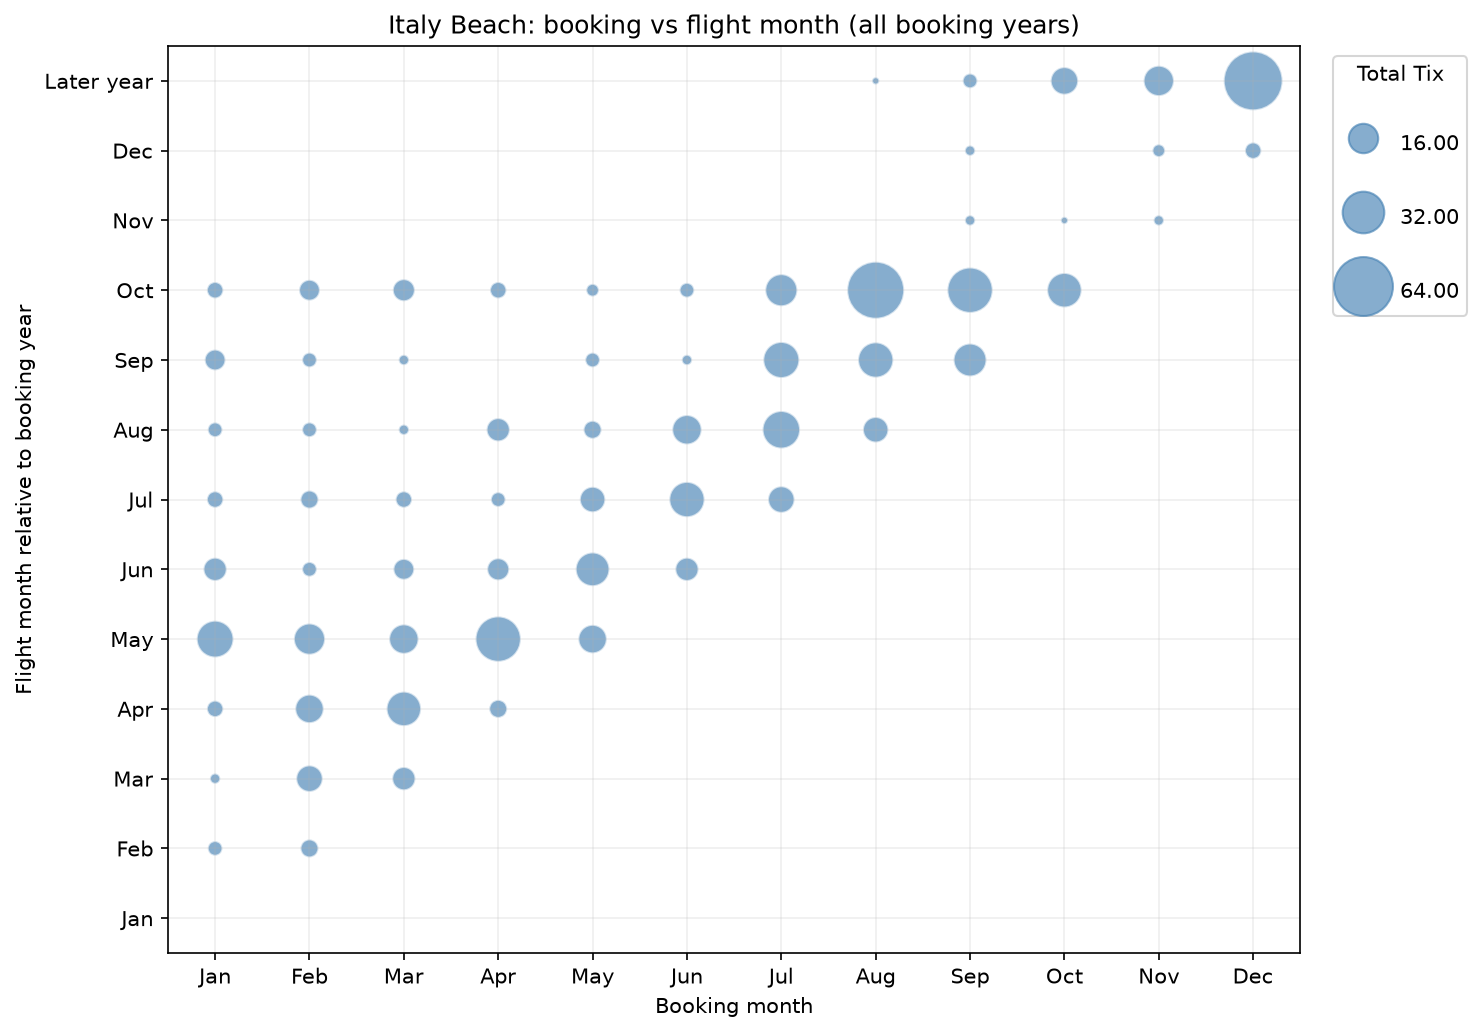 Italy Beach: booking vs flight month (all booking years)
Total Tix
16.00
32.00
64.00
Flight month relative to booking year
Later year
Dec
Nov
Oct
Sep
Aug
Jul
Jun
May
Apr
Mar
Feb
Jan
Jan Feb Mar Apr May Jun Jul Aug Sep Oct Nov Dec
Booking month